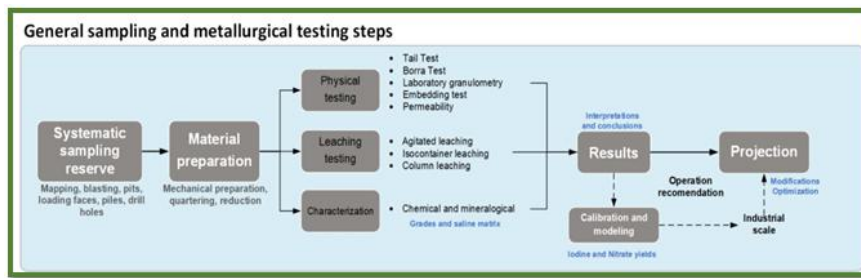 General sampling and metallurgical testing steps
Systematic
sampling
reserve
Mapping, blasting, pits,
loading faces, piles, drill
holes
Material
preparation
Mechanical preparation,
quartering, reduction
Physical
testing
• Tail Test
• Borra Test
• Laboratory granulometry
• Embedding test
• Permeability
Leaching
testing
• Agitated leaching
• Isocontainer leaching
• Column leaching
Characterization
• Chemical and mineralogical
Grades and saline matrix
Interpretations
and conclusions
Results
Operation
recomendation
Projection
Modifications
Optimization
Calibration and
modeling
Iodine and Nitrate yields
Industrial
scale